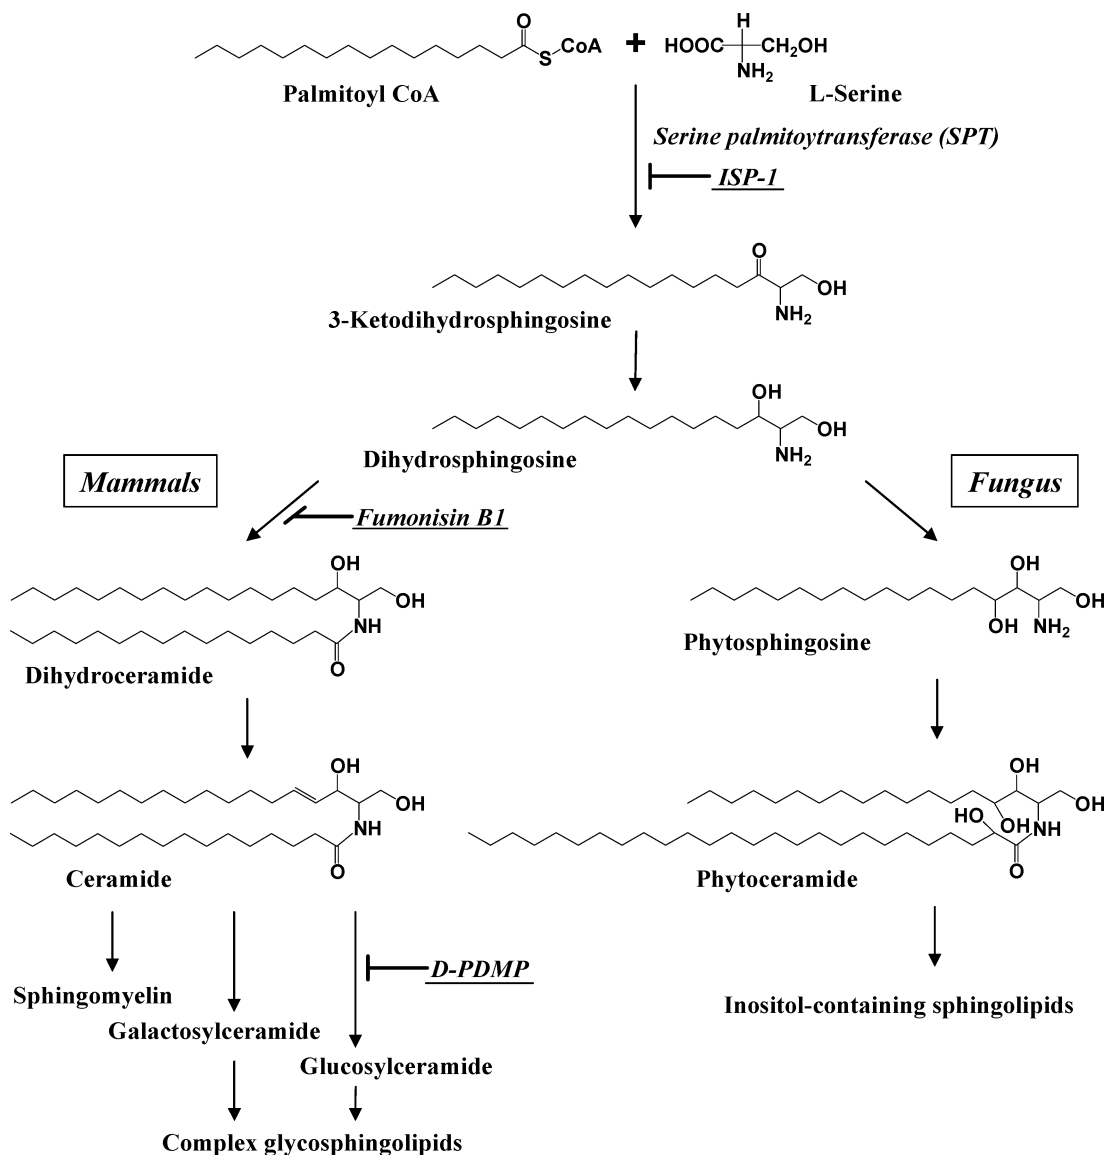 O
S
CoA
+
HOOC
H
CH2OH
NH2
Palmitoyl CoA
L-Serine
Serine palmitoytransferase (SPT)
ISP-1
O
OH
NH2
3-Ketodihydrosphingosine
OH
OH
NH2
Dihydrosphingosine
Mammals
Fungus
Fumonisin B1
OH
OH
NH
O
Dihydroceramide
OH
OH
OH
NH2
Phytosphingosine
OH
OH
NH
O
Ceramide
OH
OH
HO
OH
NH
O
Phytoceramide
D-PDMP
Sphingomyelin
Galactosylceramide
Glucosylceramide
Complex glycosphingolipids
Inositol-containing sphingolipids